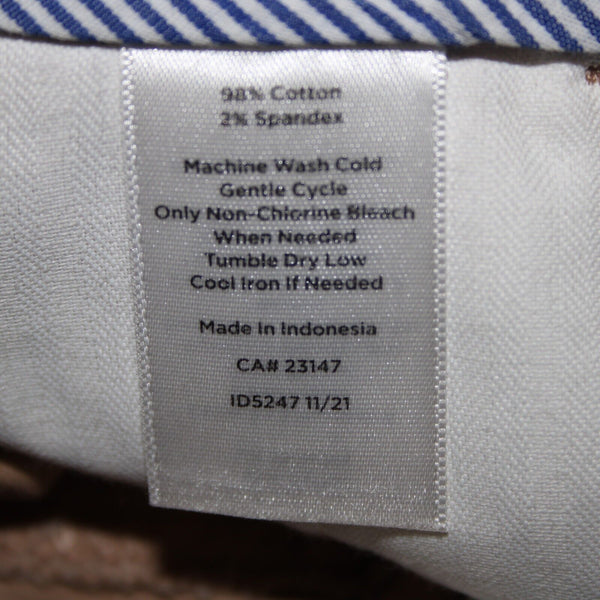 98% Cotton
2% Spandex
Machine Wash Cold
Gentle Cycle
Only Non-Chlorine Bleach
When Needed
Tumble Dry Low
Cool Iron If Needed
Made In Indonesia
CA# 23147
ID5247 11/21